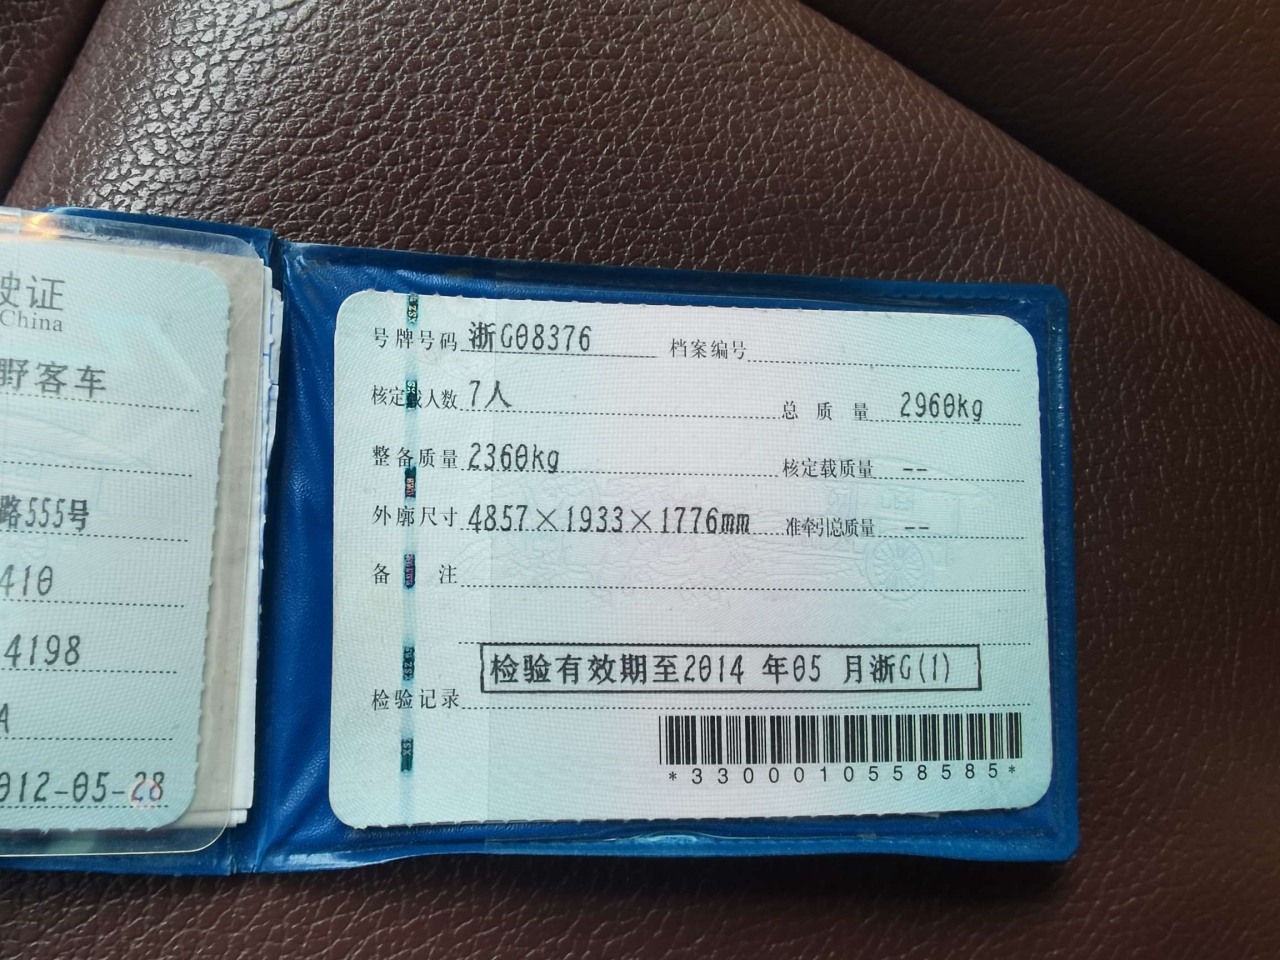 驶证
China
野客车
路555号
410
4198
A
012-05-28
号牌号码 浙G08376 档案编号
核定载人数 7人 总质量 2960kg
整备质量 2360kg 核定载质量 --
外廓尺寸 4857×1933×1776mm 准牵引总质量 --
备注
检验有效期至2014 年05 月浙G(1)
检验记录
*3300010558585*